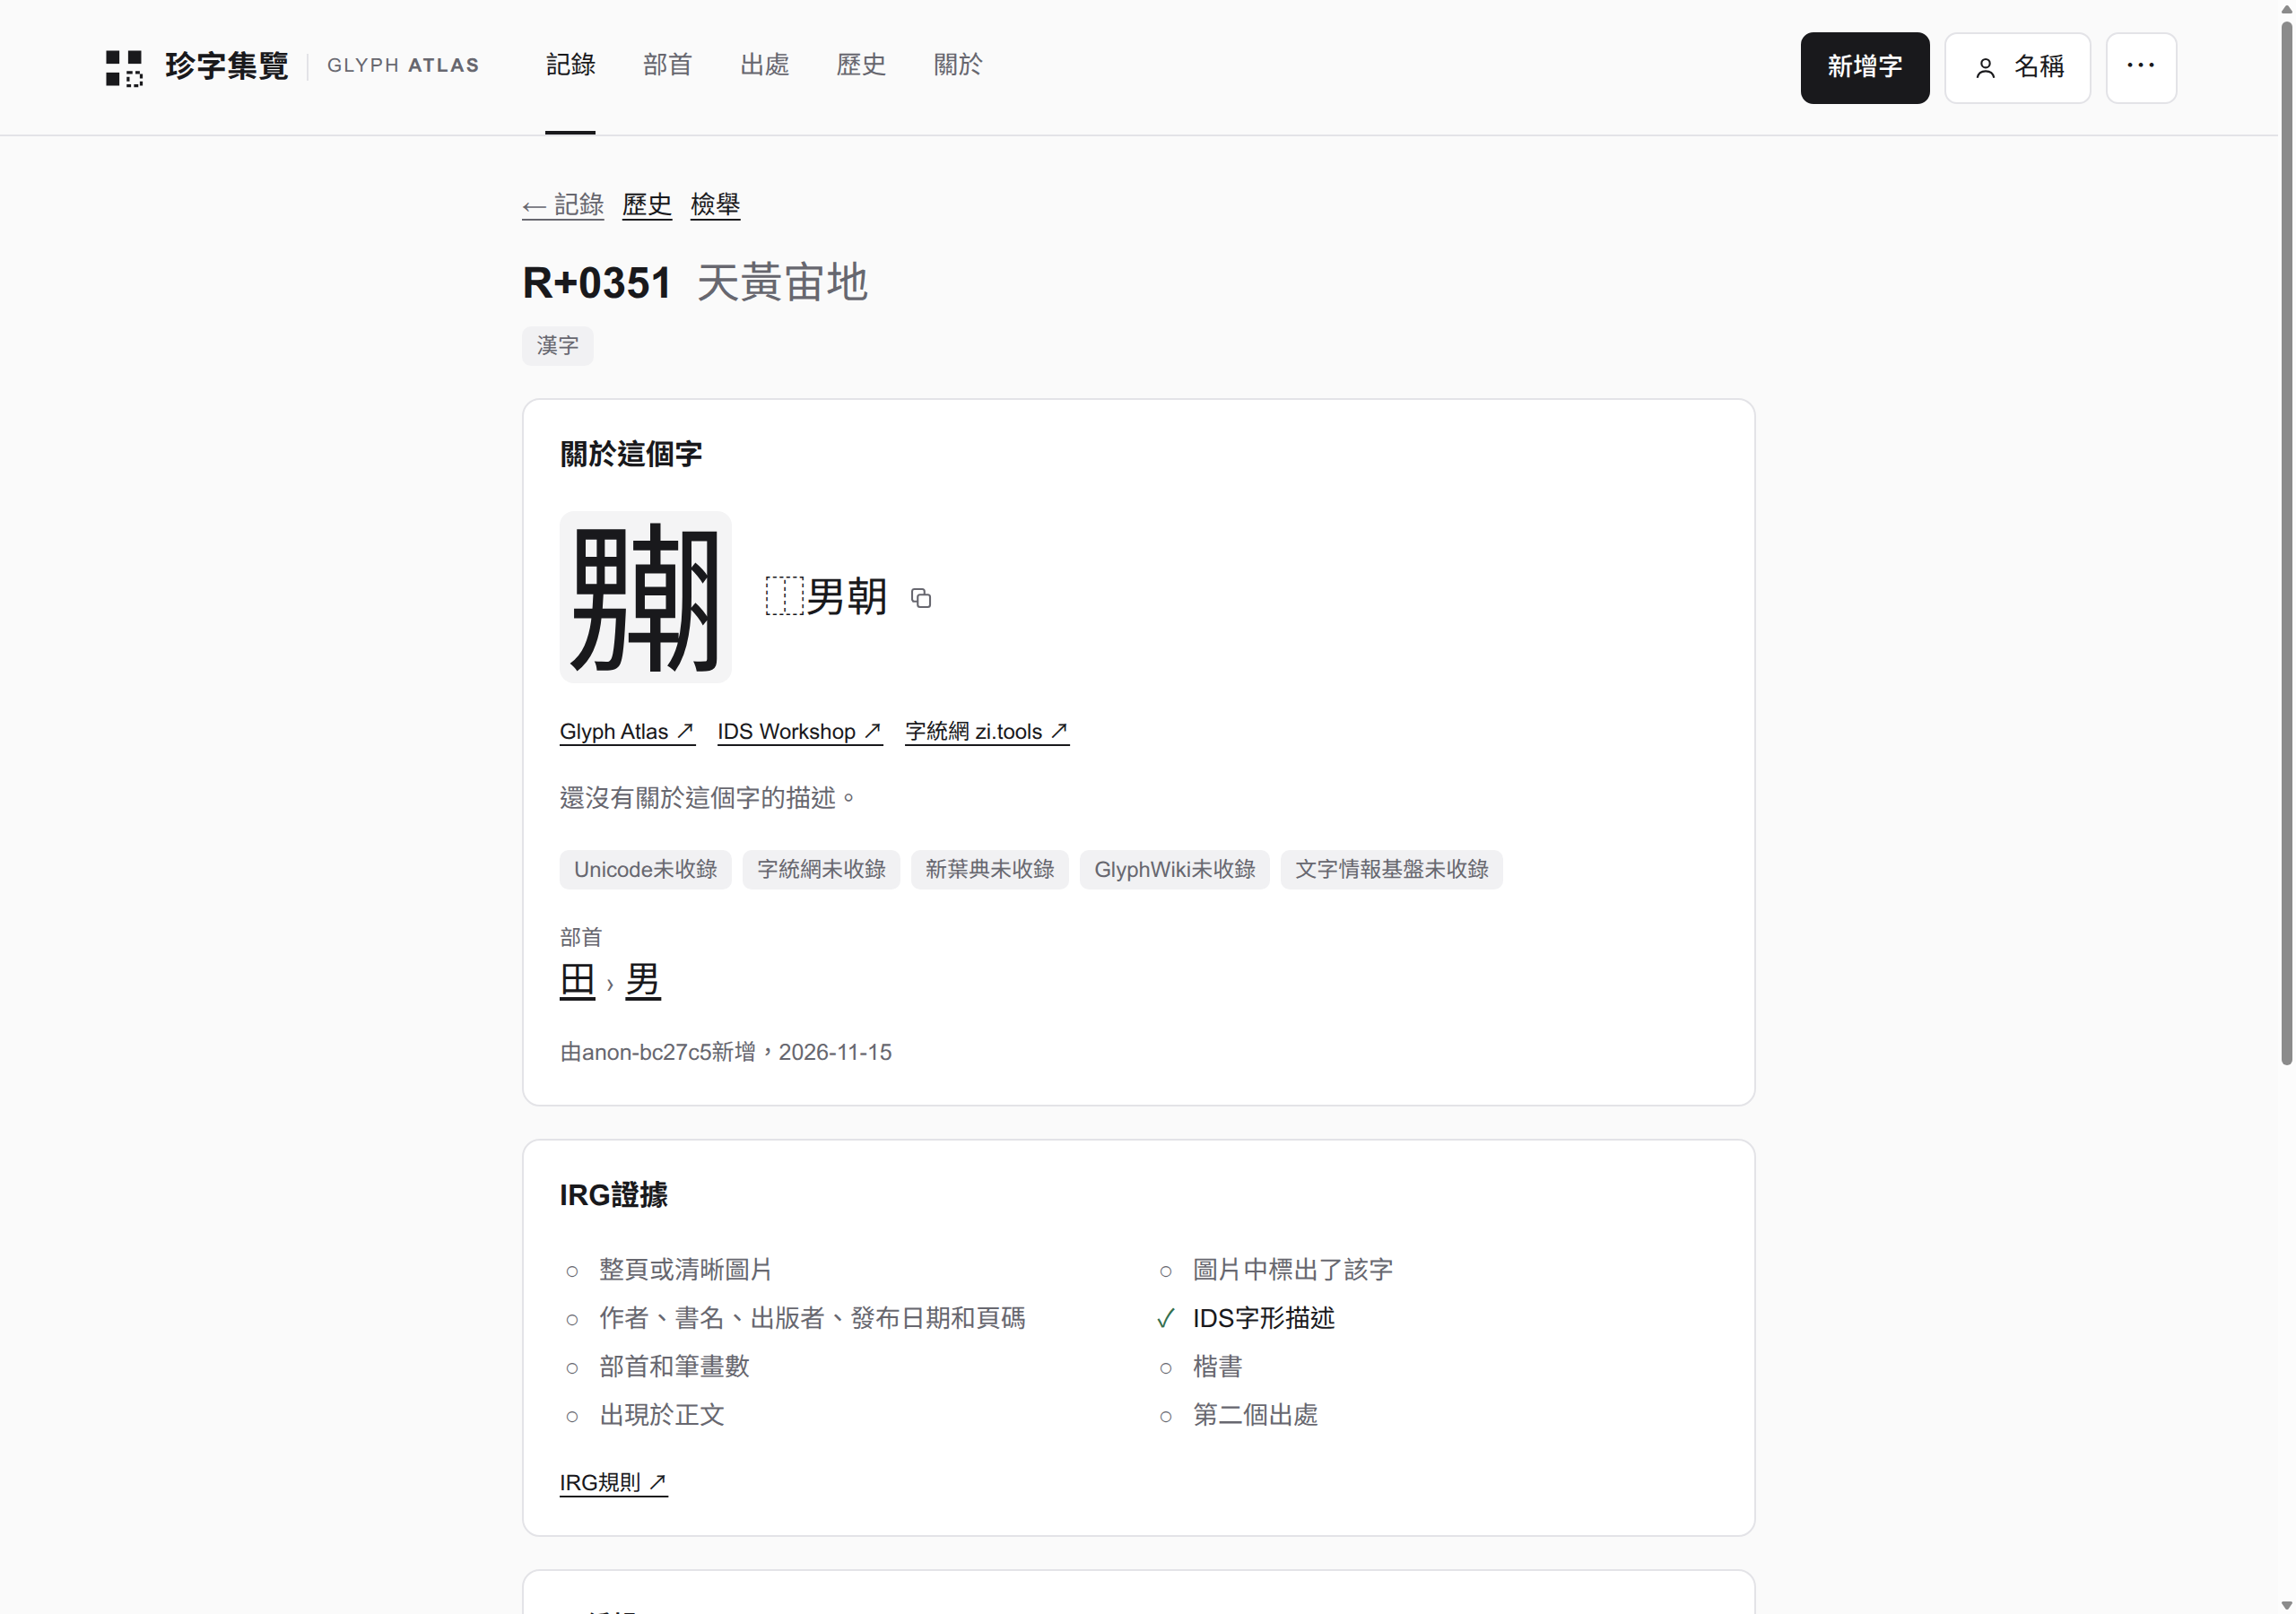 珍字集覽 GLYPH ATLAS 記錄 部首 出處 歷史 關於 新增字 名稱 ···
← 記錄 歷史 檢舉
R+0351 天黃宙地
漢字
關於這個字
⿰男朝
Glyph Atlas ↗ IDS Workshop ↗ 字統網 zi.tools ↗
還沒有關於這個字的描述。
Unicode未收錄 字統網未收錄 新葉典未收錄 GlyphWiki未收錄 文字情報基盤未收錄
部首
田 › 男
由anon-bc27c5新增，2026-11-15
IRG證據
○ 整頁或清晰圖片 ○ 圖片中標出了該字
○ 作者、書名、出版者、發布日期和頁碼 ✓ IDS字形描述
○ 部首和筆畫數 ○ 楷書
○ 出現於正文 ○ 第二個出處
IRG規則 ↗